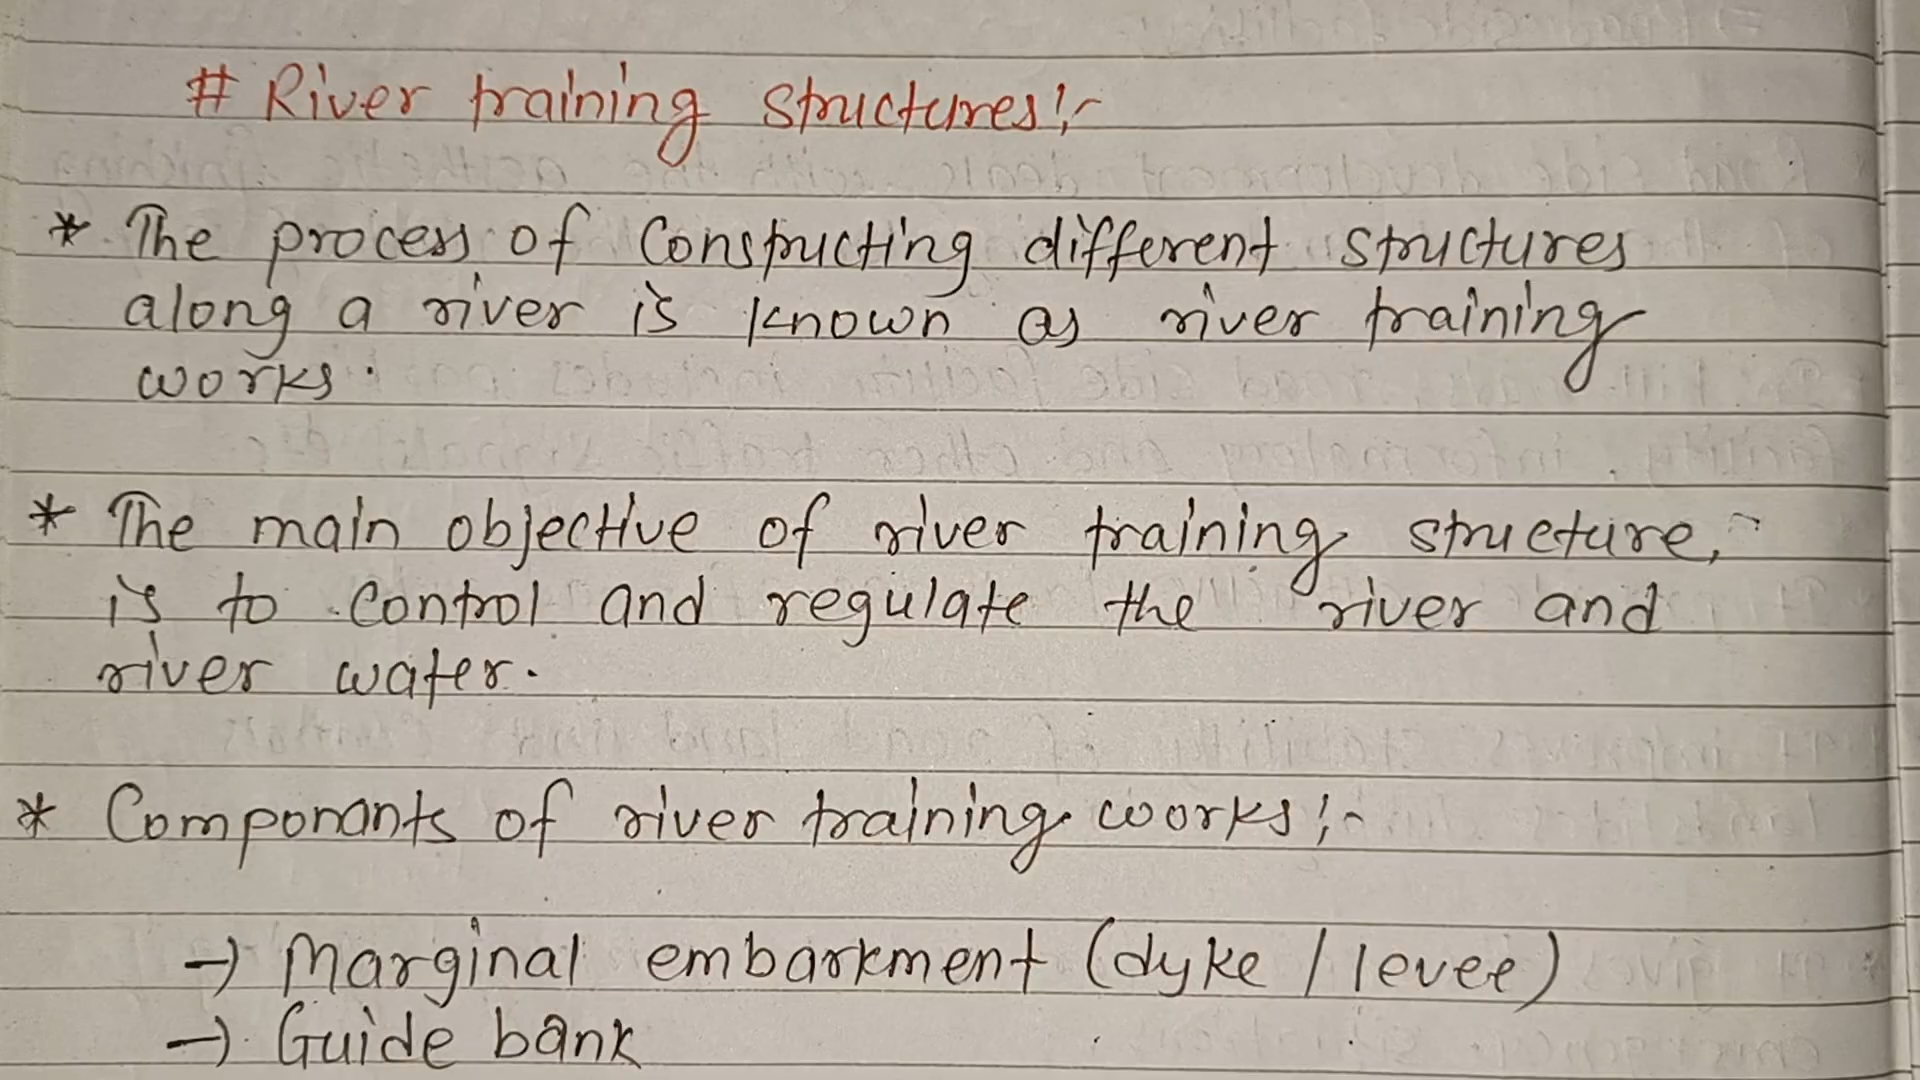 # River training structures:-
* The process of Constructing different structures
along a river is known as river training
works.
* The main objective of river training structure,
is to control and regulate the river and
river water.
* Componants of river training works:-
→ Marginal embarkment (dyke / levee)
→ Guide bank